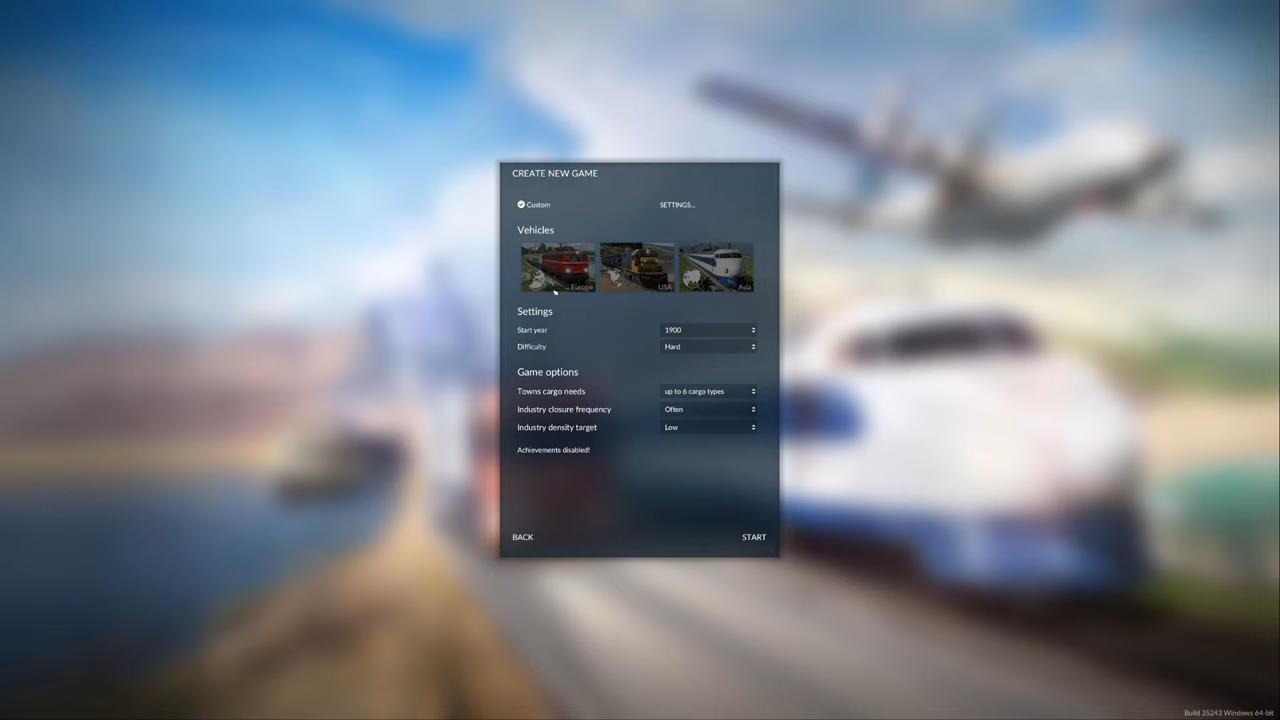 CREATE NEW GAME
Custom SETTINGS...
Vehicles
Europe USA Asia
Settings
Start year 1900
Difficulty Hard
Game options
Towns cargo needs up to 6 cargo types
Industry closure frequency Often
Industry density target Low
Achievements disabled!
BACK START
Build 35243 Windows 64-bit